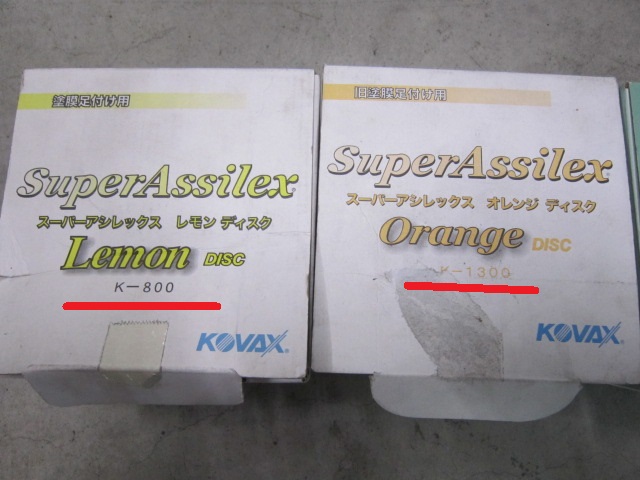 塗膜足付け用
SuperAssilex
スーパーアシレックス レモン ディスク
Lemon DISC
K－800
KOVAX
旧塗膜足付け用
SuperAssilex
スーパーアシレックス オレンジ ディスク
Orange DISC
K－1300
KOVAX